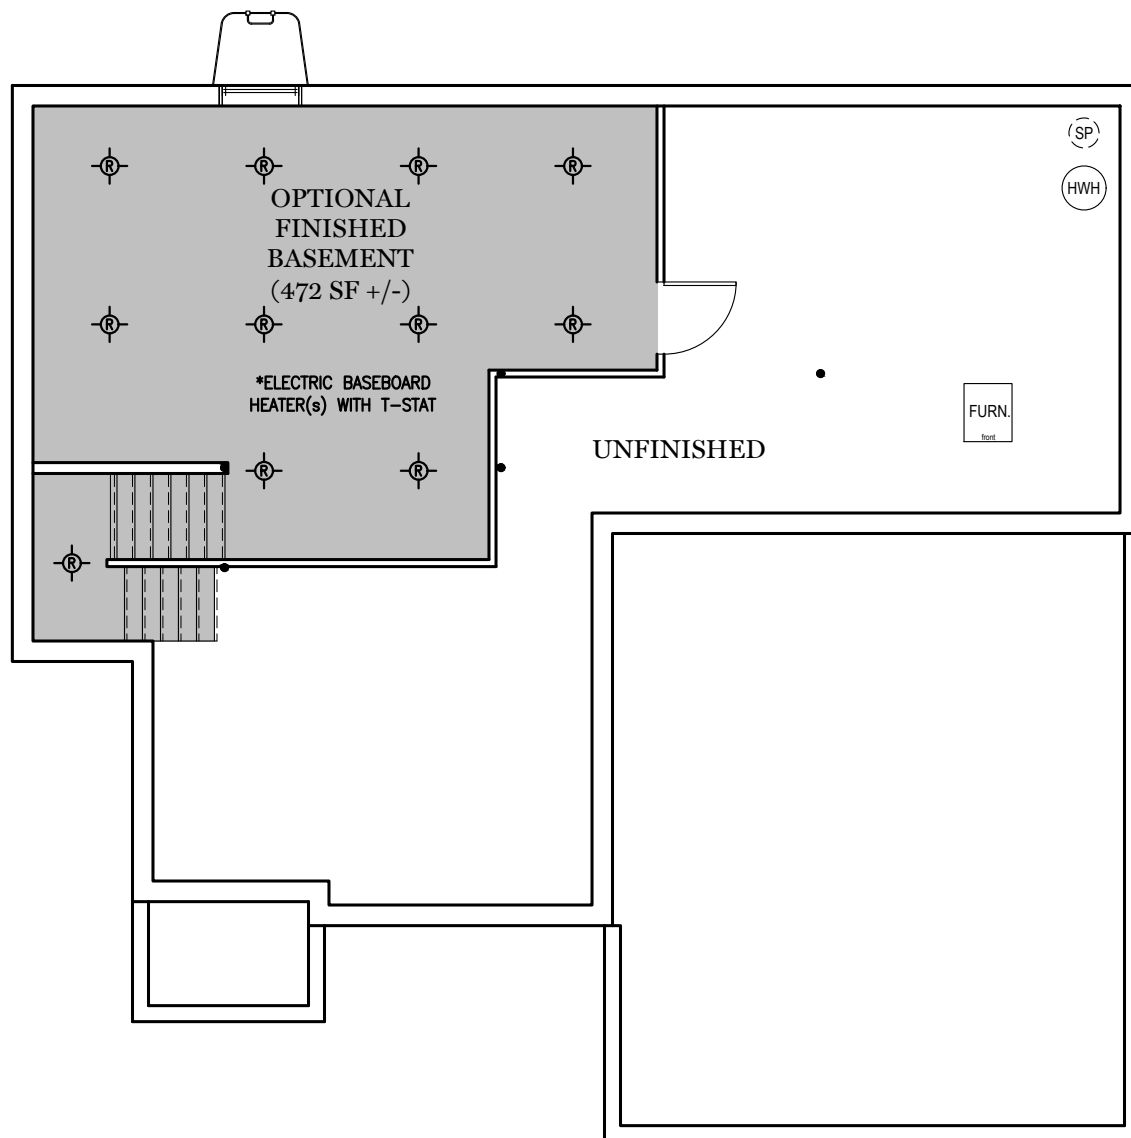 SP
R R R R
HWH
OPTIONAL
FINISHED
BASEMENT
(472 SF +/-)
R R R R
*ELECTRIC BASEBOARD
HEATER(s) WITH T-STAT
FURN.
front
UNFINISHED
R R
R